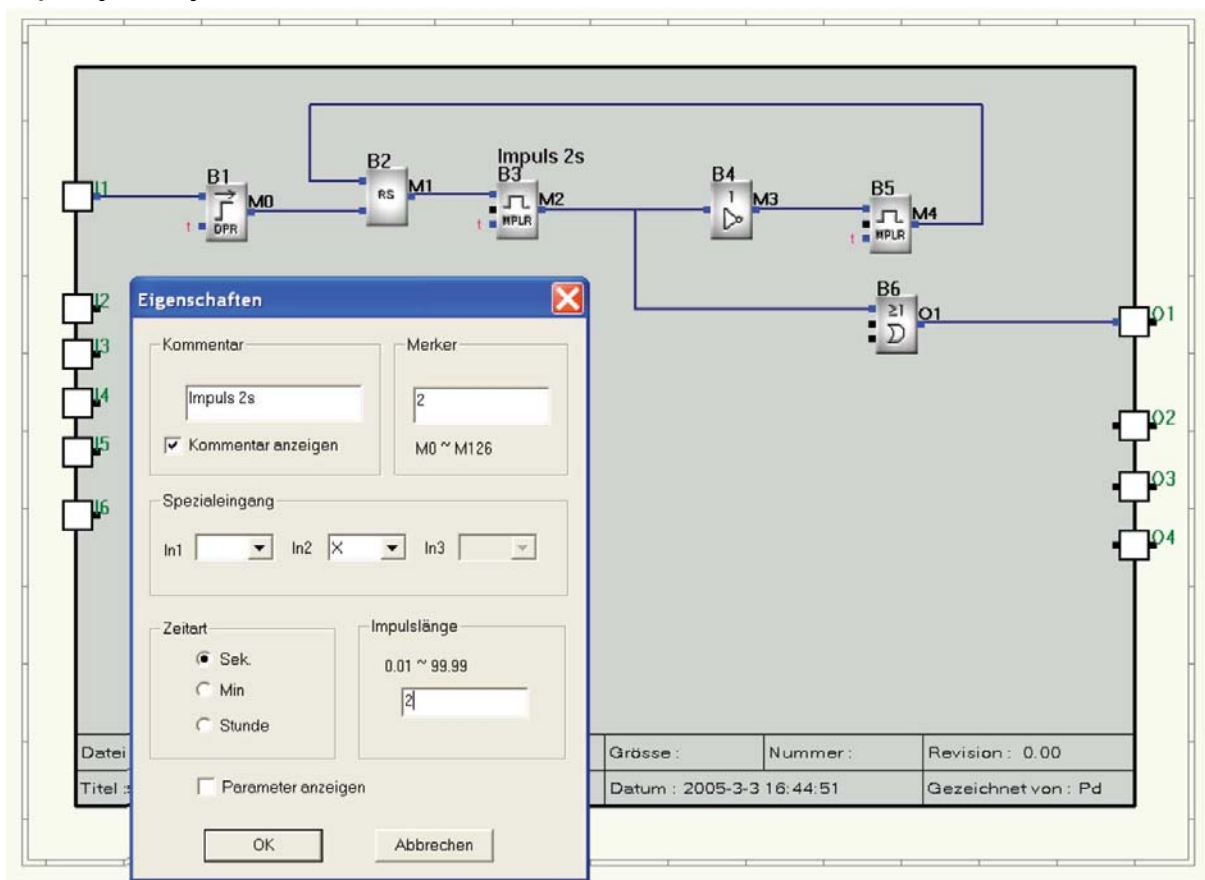 Impuls 2s
B1
B2
B3
B4
B5
I1
M0
RS
M1
M2
1
M3
M4
t
DPR
t
MPLR
t
MPLR
B6
≥1
O1
O1
I2
I3
I4
I5
I6
O2
O3
O4
Eigenschaften
Kommentar
Merker
Impuls 2s
2
Kommentar anzeigen
M0 ~ M126
Spezialeingang
In1
In2
X
In3
Zeitart
Impulslänge
Sek.
0.01 ~ 99.99
Min
2
Stunde
Parameter anzeigen
OK
Abbrechen
Datei
Grösse :
Nummer :
Revision : 0.00
Titel :
Datum : 2005-3-3 16:44:51
Gezeichnet von : Pd